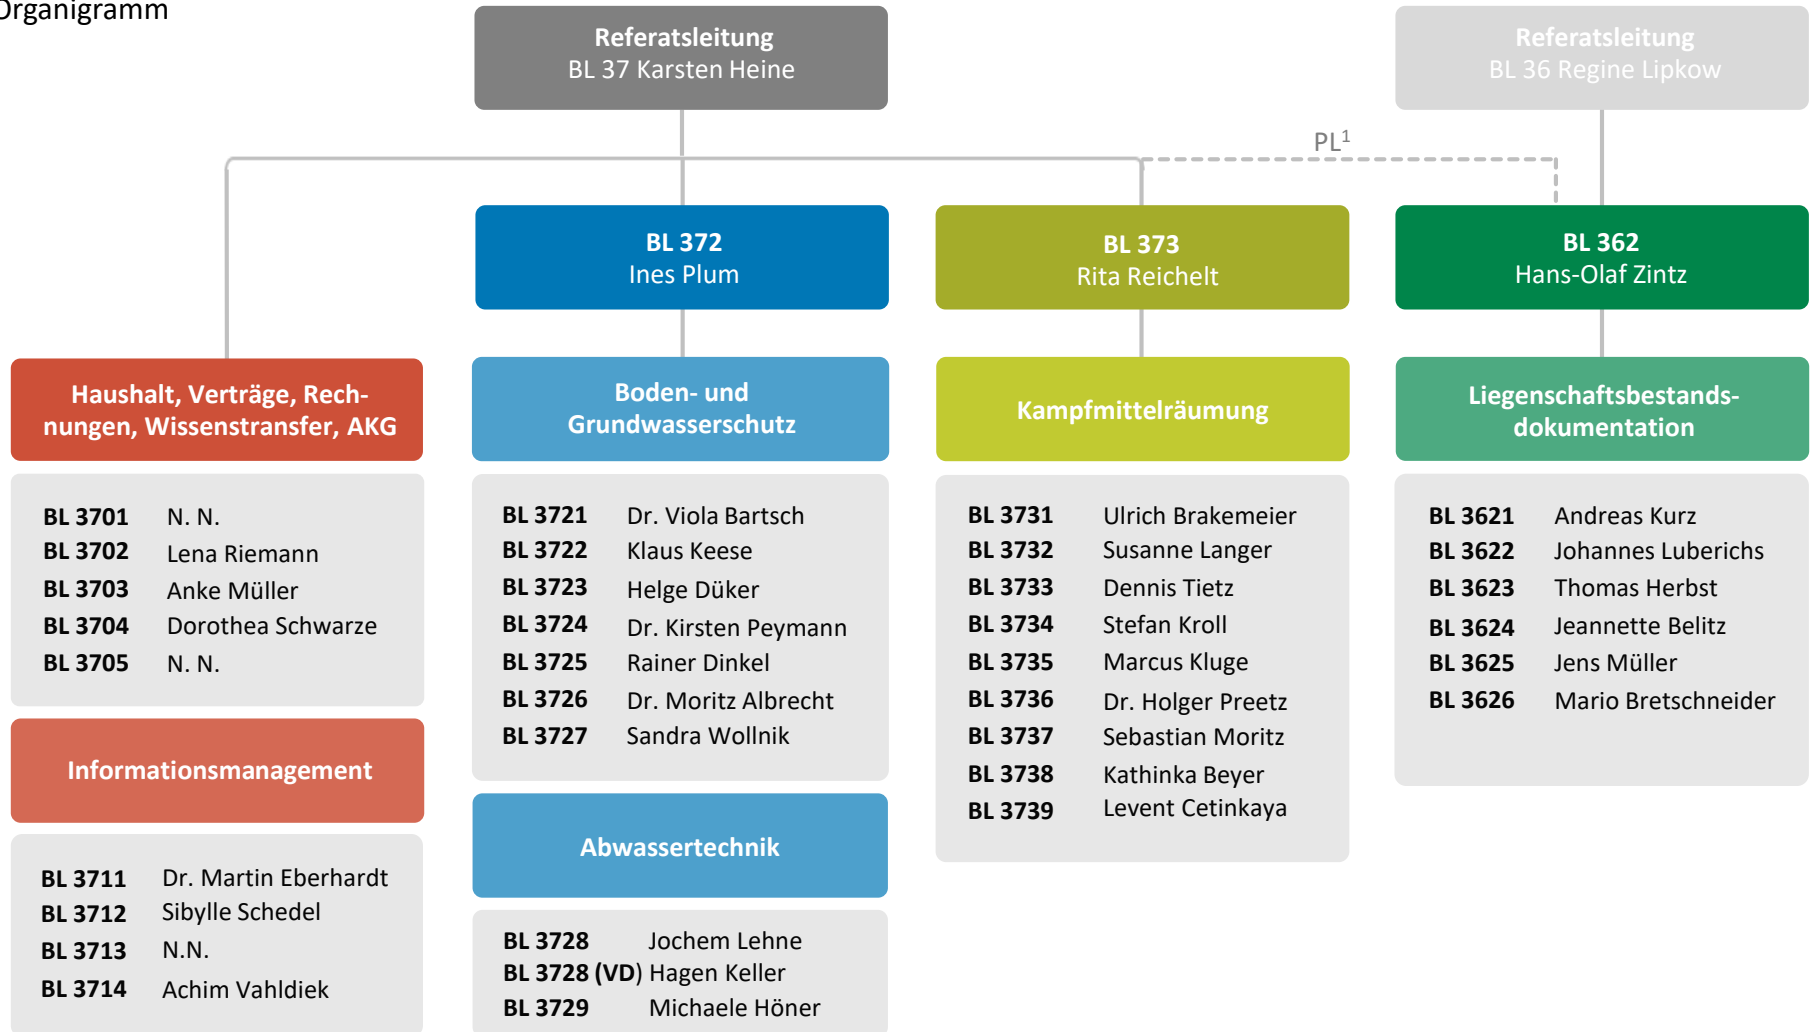 Organigramm
Referatsleitung
BL 37 Karsten Heine
Referatsleitung
BL 36 Regine Lipkow
PL¹
BL 372
Ines Plum
BL 373
Rita Reichelt
BL 362
Hans-Olaf Zintz
Haushalt, Verträge, Rech-
nungen, Wissenstransfer, AKG
BL 3701 N. N.
BL 3702 Lena Riemann
BL 3703 Anke Müller
BL 3704 Dorothea Schwarze
BL 3705 N. N.
Informationsmanagement
BL 3711 Dr. Martin Eberhardt
BL 3712 Sibylle Schedel
BL 3713 N.N.
BL 3714 Achim Vahldiek
Boden- und
Grundwasserschutz
BL 3721 Dr. Viola Bartsch
BL 3722 Klaus Keese
BL 3723 Helge Düker
BL 3724 Dr. Kirsten Peymann
BL 3725 Rainer Dinkel
BL 3726 Dr. Moritz Albrecht
BL 3727 Sandra Wollnik
Abwassertechnik
BL 3728 Jochem Lehne
BL 3728 (VD) Hagen Keller
BL 3729 Michaele Höner
Kampfmittelräumung
BL 3731 Ulrich Brakemeier
BL 3732 Susanne Langer
BL 3733 Dennis Tietz
BL 3734 Stefan Kroll
BL 3735 Marcus Kluge
BL 3736 Dr. Holger Preetz
BL 3737 Sebastian Moritz
BL 3738 Kathinka Beyer
BL 3739 Levent Cetinkaya
Liegenschaftsbestands-
dokumentation
BL 3621 Andreas Kurz
BL 3622 Johannes Luberichs
BL 3623 Thomas Herbst
BL 3624 Jeannette Belitz
BL 3625 Jens Müller
BL 3626 Mario Bretschneider